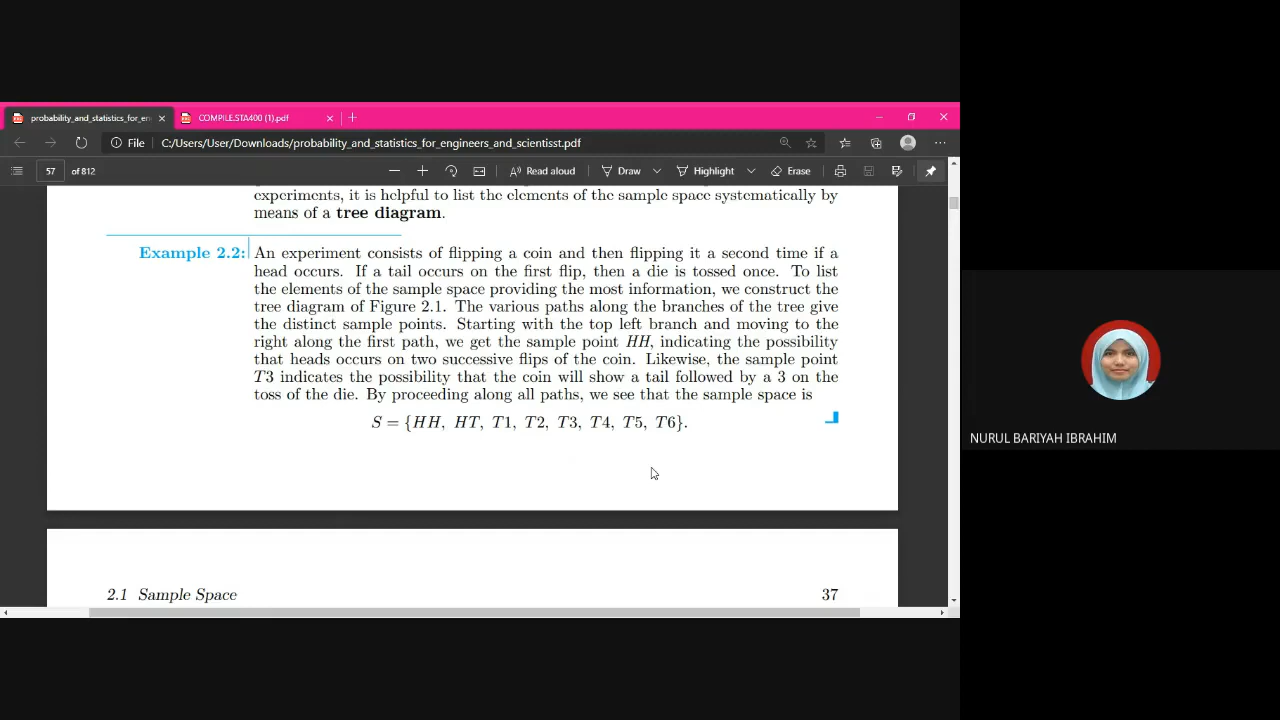 probability_and_statistics_for_en
COMPILE.STA400 (1).pdf
File C:/Users/User/Downloads/probability_and_statistics_for_engineers_and_scientisst.pdf
57 of 812 Read aloud Draw Highlight Erase
experiments, it is helpful to list the elements of the sample space systematically by
means of a tree diagram.
Example 2.2: An experiment consists of flipping a coin and then flipping it a second time if a
head occurs. If a tail occurs on the first flip, then a die is tossed once. To list
the elements of the sample space providing the most information, we construct the
tree diagram of Figure 2.1. The various paths along the branches of the tree give
the distinct sample points. Starting with the top left branch and moving to the
right along the first path, we get the sample point HH, indicating the possibility
that heads occurs on two successive flips of the coin. Likewise, the sample point
T3 indicates the possibility that the coin will show a tail followed by a 3 on the
toss of the die. By proceeding along all paths, we see that the sample space is
S = {HH, HT, T1, T2, T3, T4, T5, T6}.
2.1 Sample Space 37
NURUL BARIYAH IBRAHIM